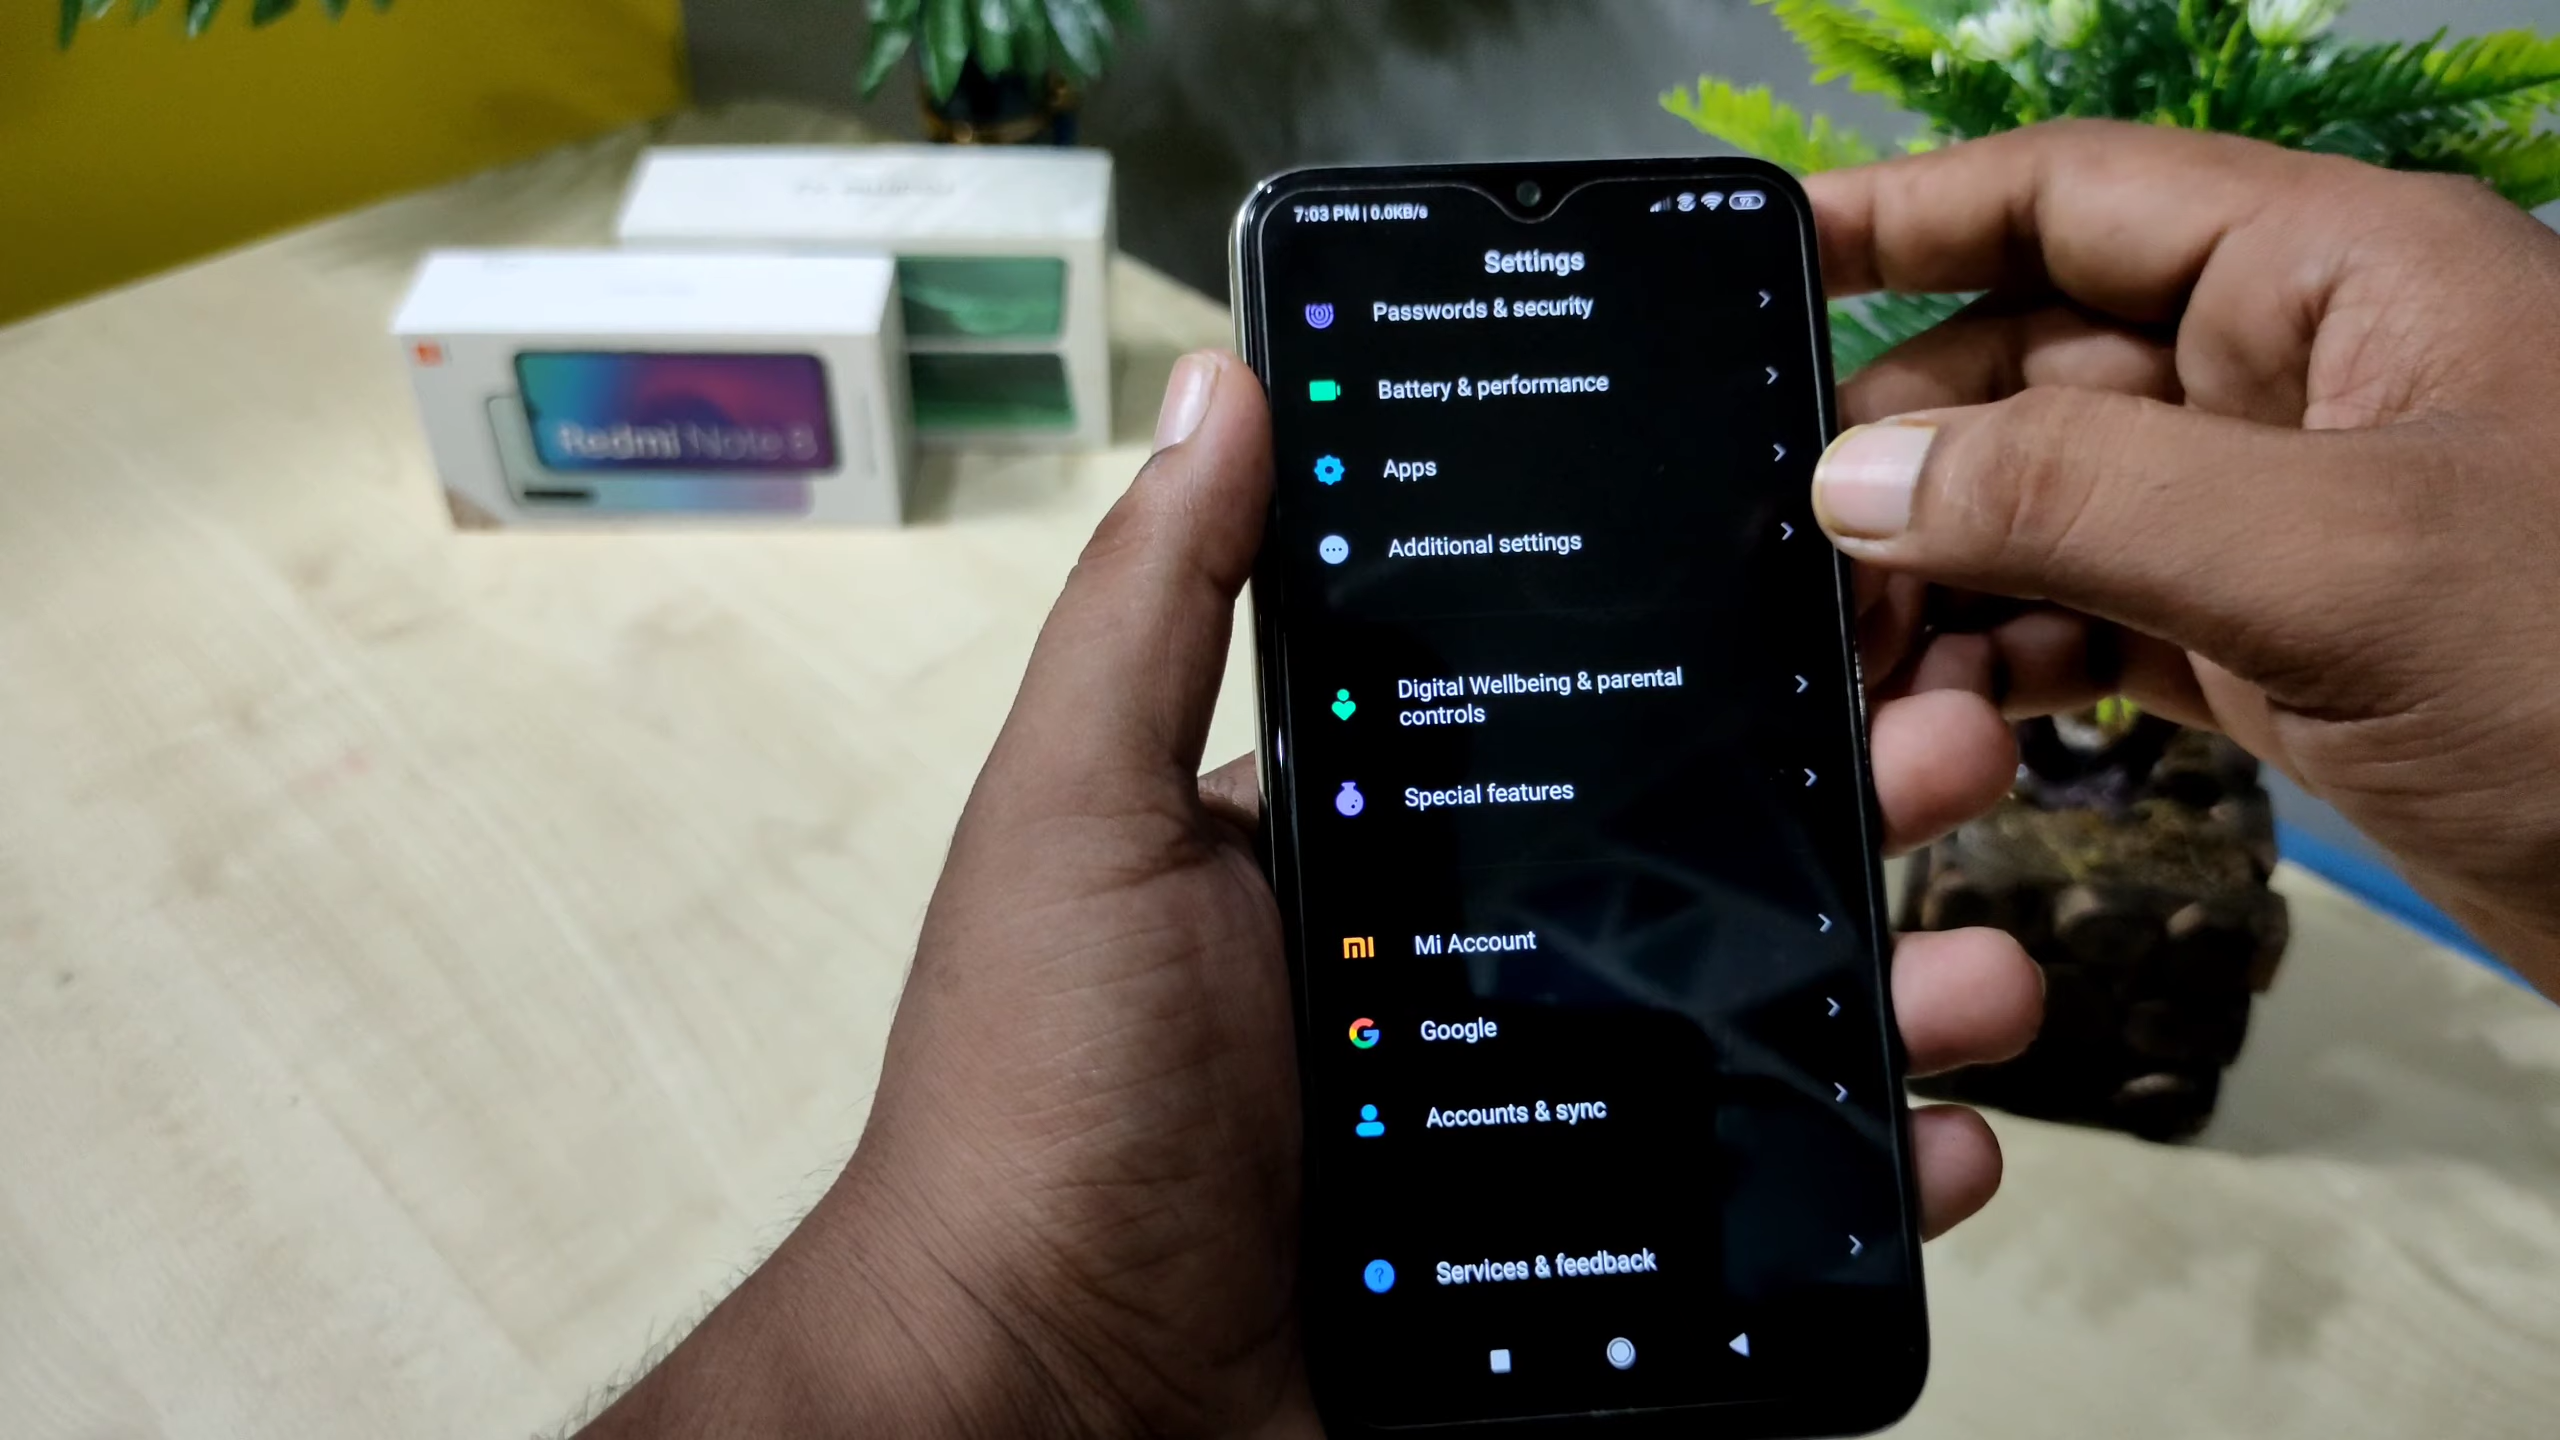 7:03 PM | 0.0KB/s
Settings
Passwords & security
Battery & performance
Apps
Additional settings
Digital Wellbeing & parental
controls
Special features
Mi Account
Google
Accounts & sync
Services & feedback
Redmi Note 8